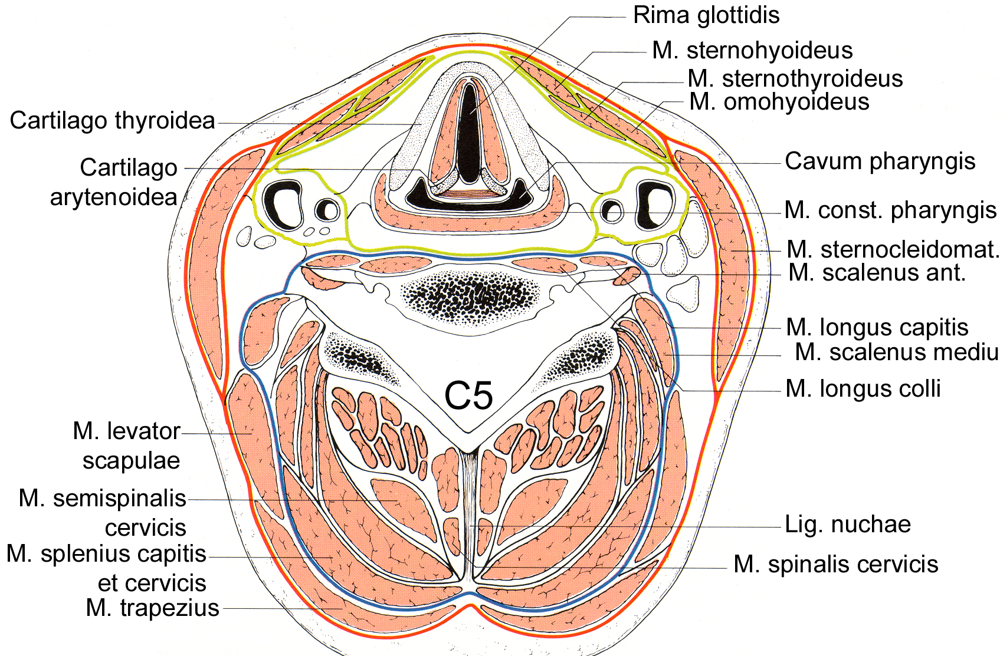 Rima glottidis
M. sternohyoideus
M. sternothyroideus
M. omohyoideus
Cartilago thyroidea
Cartilago
arytenoidea
Cavum pharyngis
M. const. pharyngis
M. sternocleidomat.
M. scalenus ant.
M. longus capitis
M. scalenus mediu
M. longus colli
C5
M. levator
scapulae
M. semispinalis
cervicis
Lig. nuchae
M. splenius capitis
et cervicis
M. spinalis cervicis
M. trapezius